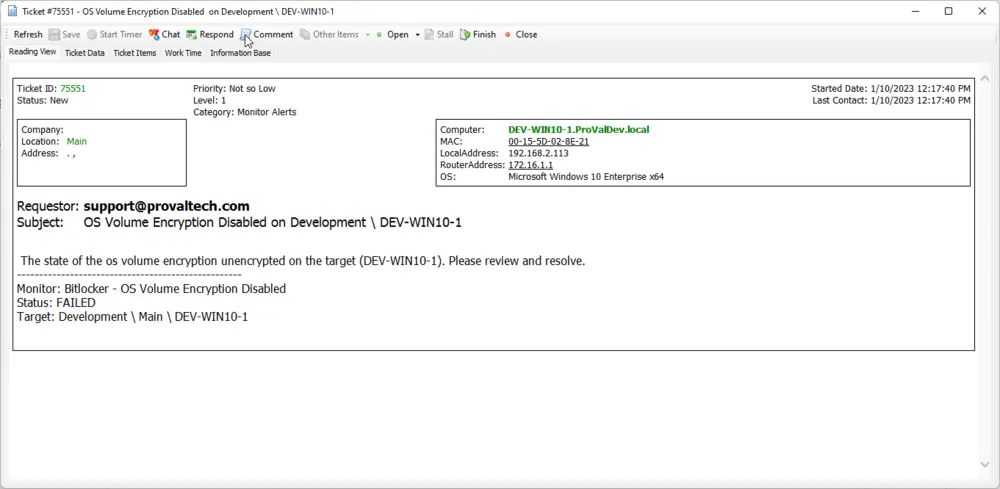 Ticket #75551 - OS Volume Encryption Disabled  on Development \ DEV-WIN10-1
Refresh Save Start Timer Chat Respond Comment Other Items Open Stall Finish Close
Reading View Ticket Data Ticket Items Work Time Information Base
Ticket ID: 75551 Priority: Not so Low Started Date: 1/10/2023 12:17:40 PM
Status: New Level: 1 Last Contact: 1/10/2023 12:17:40 PM
Category: Monitor Alerts
Company: Computer: DEV-WIN10-1.ProValDev.local
Location: Main MAC: 00-15-5D-02-8E-21
Address: . , LocalAddress: 192.168.2.113
RouterAddress: 172.16.1.1
OS: Microsoft Windows 10 Enterprise x64
Requestor: support@provaltech.com
Subject: OS Volume Encryption Disabled on Development \ DEV-WIN10-1
The state of the os volume encryption unencrypted on the target (DEV-WIN10-1). Please review and resolve.
---------------------------------------------------
Monitor: Bitlocker - OS Volume Encryption Disabled
Status: FAILED
Target: Development \ Main \ DEV-WIN10-1